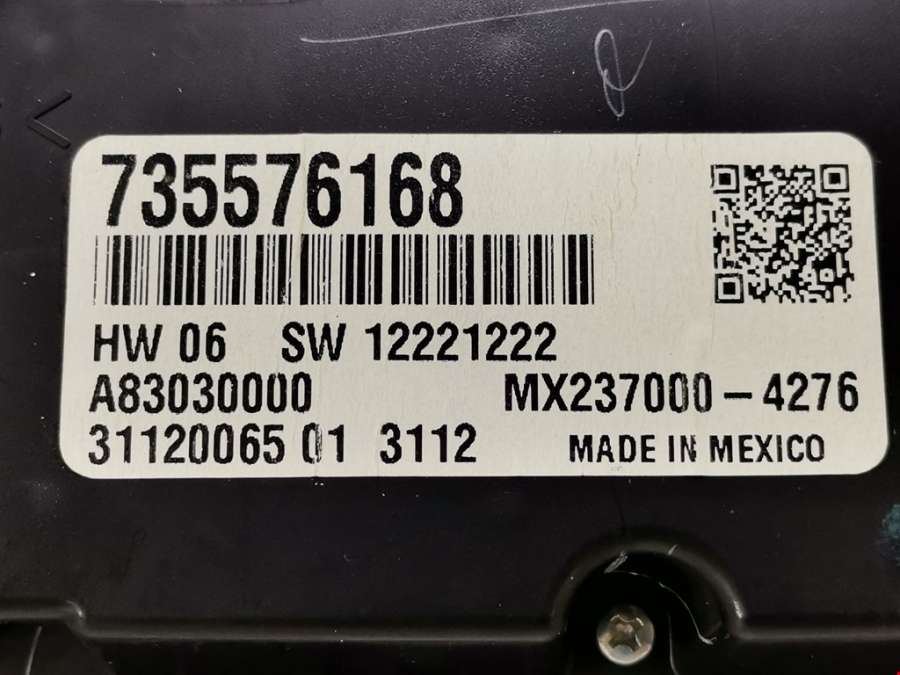 735576168
HW 06 SW 12221222
A83030000 MX237000-4276
31120065 01 3112 MADE IN MEXICO